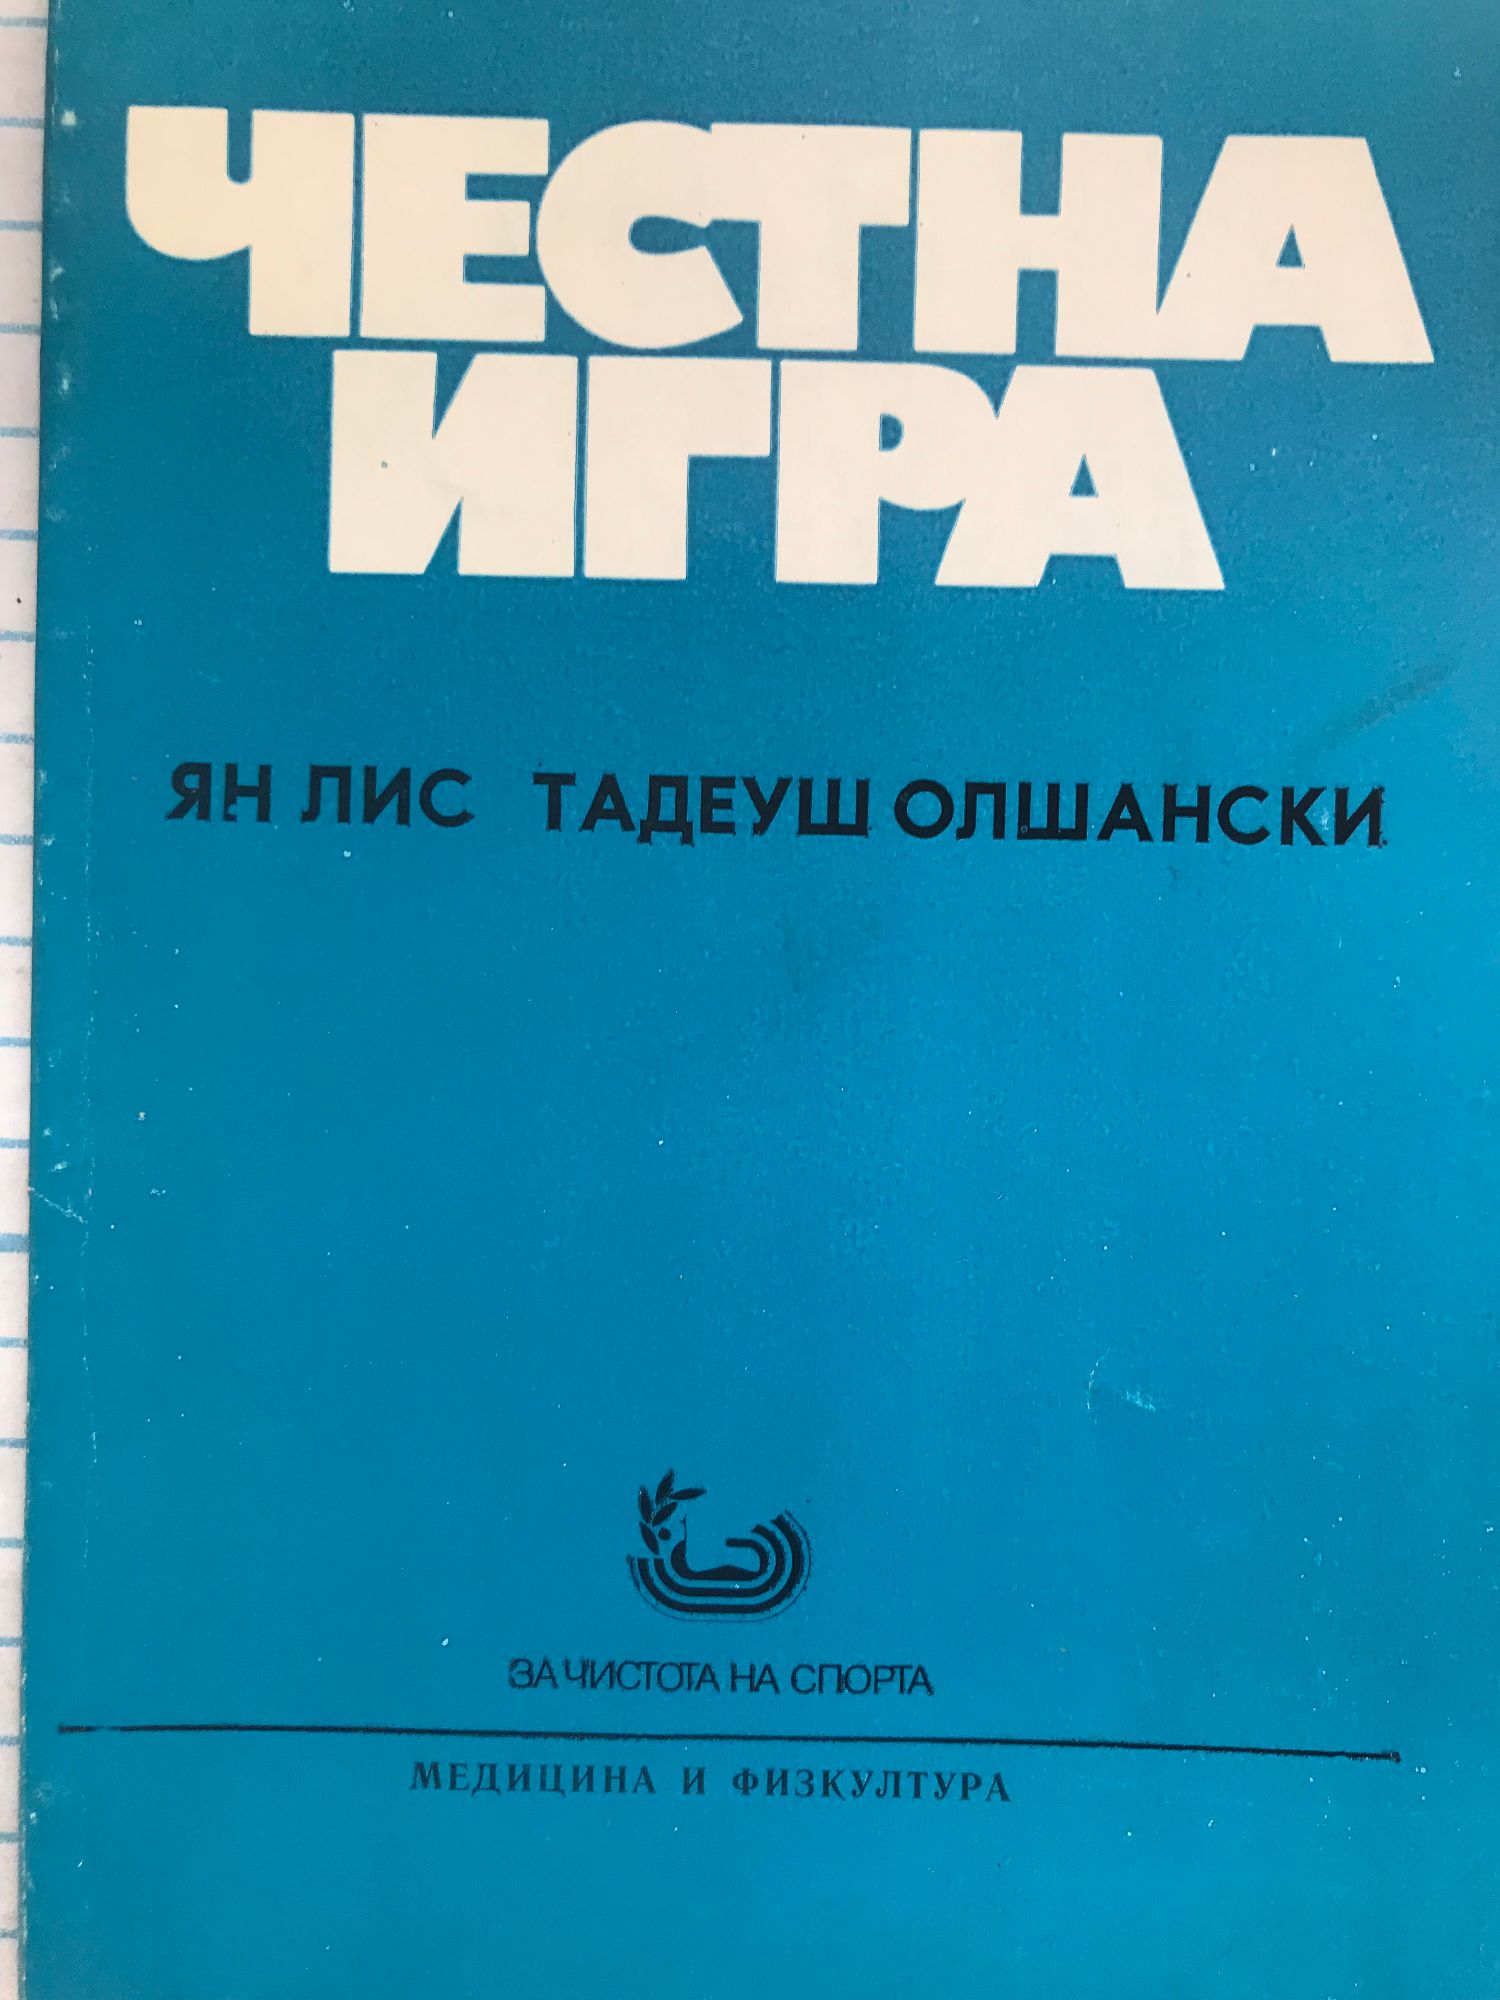 ЧЕСТНА
ИГРА
ЯН ЛИС ТАДЕУШ ОЛШАНСКИ
ЗА ЧИСТОТА НА СПОРТА
МЕДИЦИНА И ФИЗКУЛТУРА